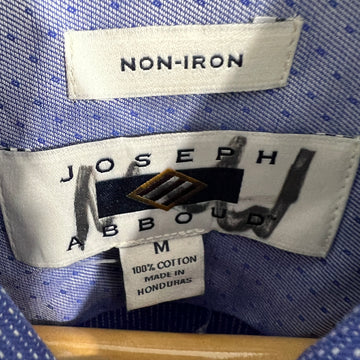 NON-IRON
JOSEPH
ABBOUD
M
100% COTTON
MADE IN
HONDURAS